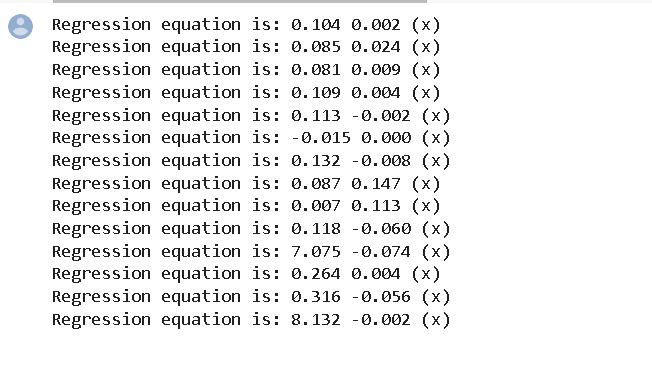 Regression equation is: 0.104 0.002 (x)
Regression equation is: 0.085 0.024 (x)
Regression equation is: 0.081 0.009 (x)
Regression equation is: 0.109 0.004 (x)
Regression equation is: 0.113 -0.002 (x)
Regression equation is: -0.015 0.000 (x)
Regression equation is: 0.132 -0.008 (x)
Regression equation is: 0.087 0.147 (x)
Regression equation is: 0.007 0.113 (x)
Regression equation is: 0.118 -0.060 (x)
Regression equation is: 7.075 -0.074 (x)
Regression equation is: 0.264 0.004 (x)
Regression equation is: 0.316 -0.056 (x)
Regression equation is: 8.132 -0.002 (x)